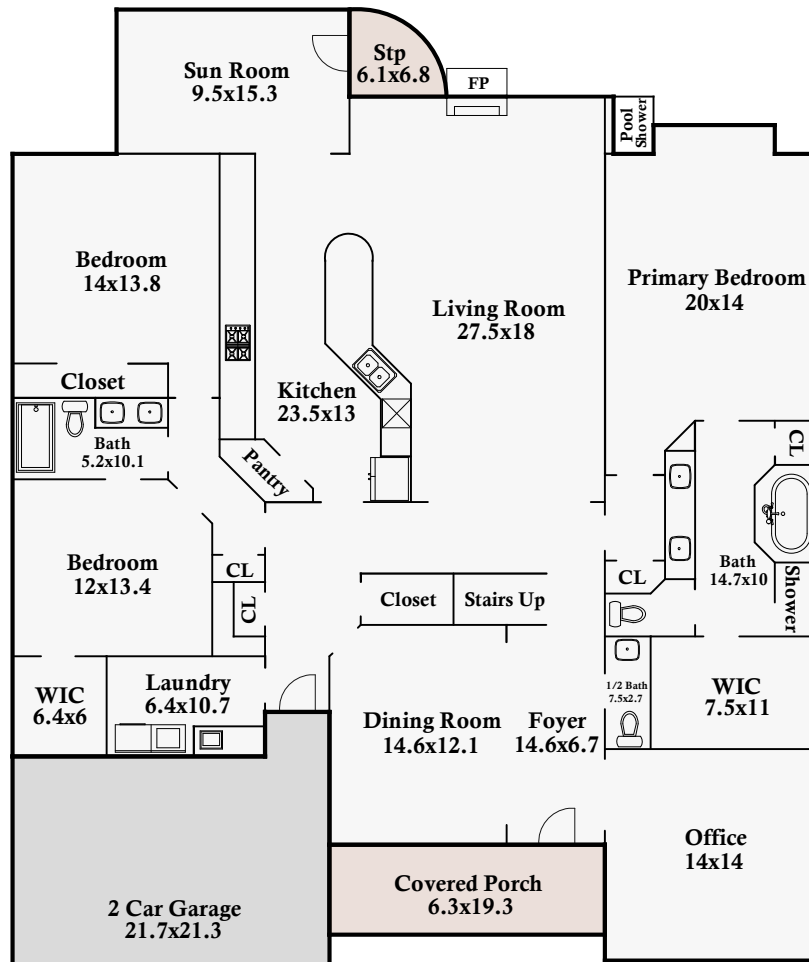 Stp
6.1x6.8
Sun Room
9.5x15.3
FP
Pool
Shower
Bedroom
14x13.8
Primary Bedroom
20x14
Living Room
27.5x18
Closet
Kitchen
23.5x13
Bath
5.2x10.1
Pantry
CL
Bedroom
12x13.4
CL
CL
Closet
Stairs Up
CL
Bath
14.7x10
Shower
WIC
6.4x6
Laundry
6.4x10.7
Dining Room
14.6x12.1
Foyer
14.6x6.7
1/2 Bath
7.5x2.7
WIC
7.5x11
Office
14x14
Covered Porch
6.3x19.3
2 Car Garage
21.7x21.3